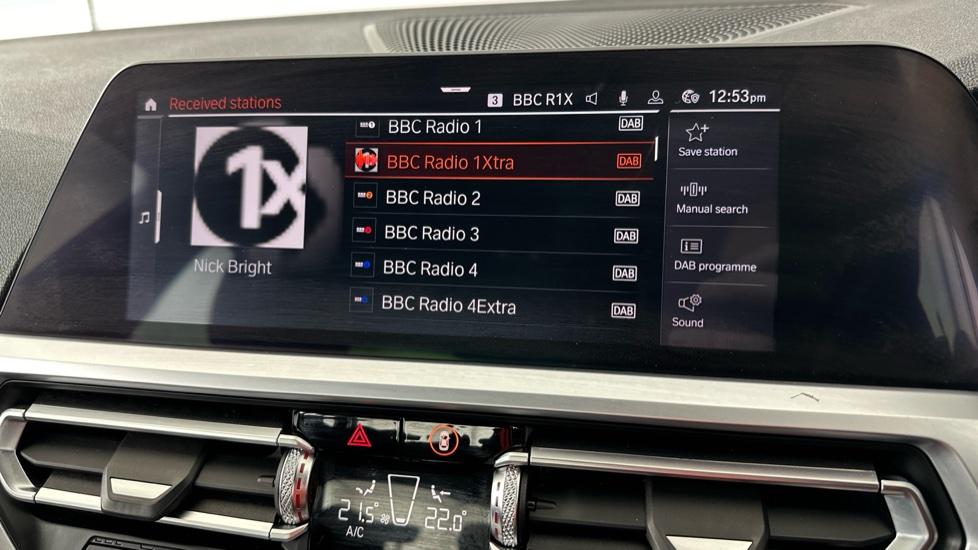 Received stations
3 BBC R1X 12:53pm
1x
Nick Bright
BBC Radio 1 DAB
BBC Radio 1Xtra DAB
BBC Radio 2 DAB
BBC Radio 3 DAB
BBC Radio 4 DAB
BBC Radio 4Extra DAB
Save station
Manual search
DAB programme
Sound
21.5° 22.0°
A/C